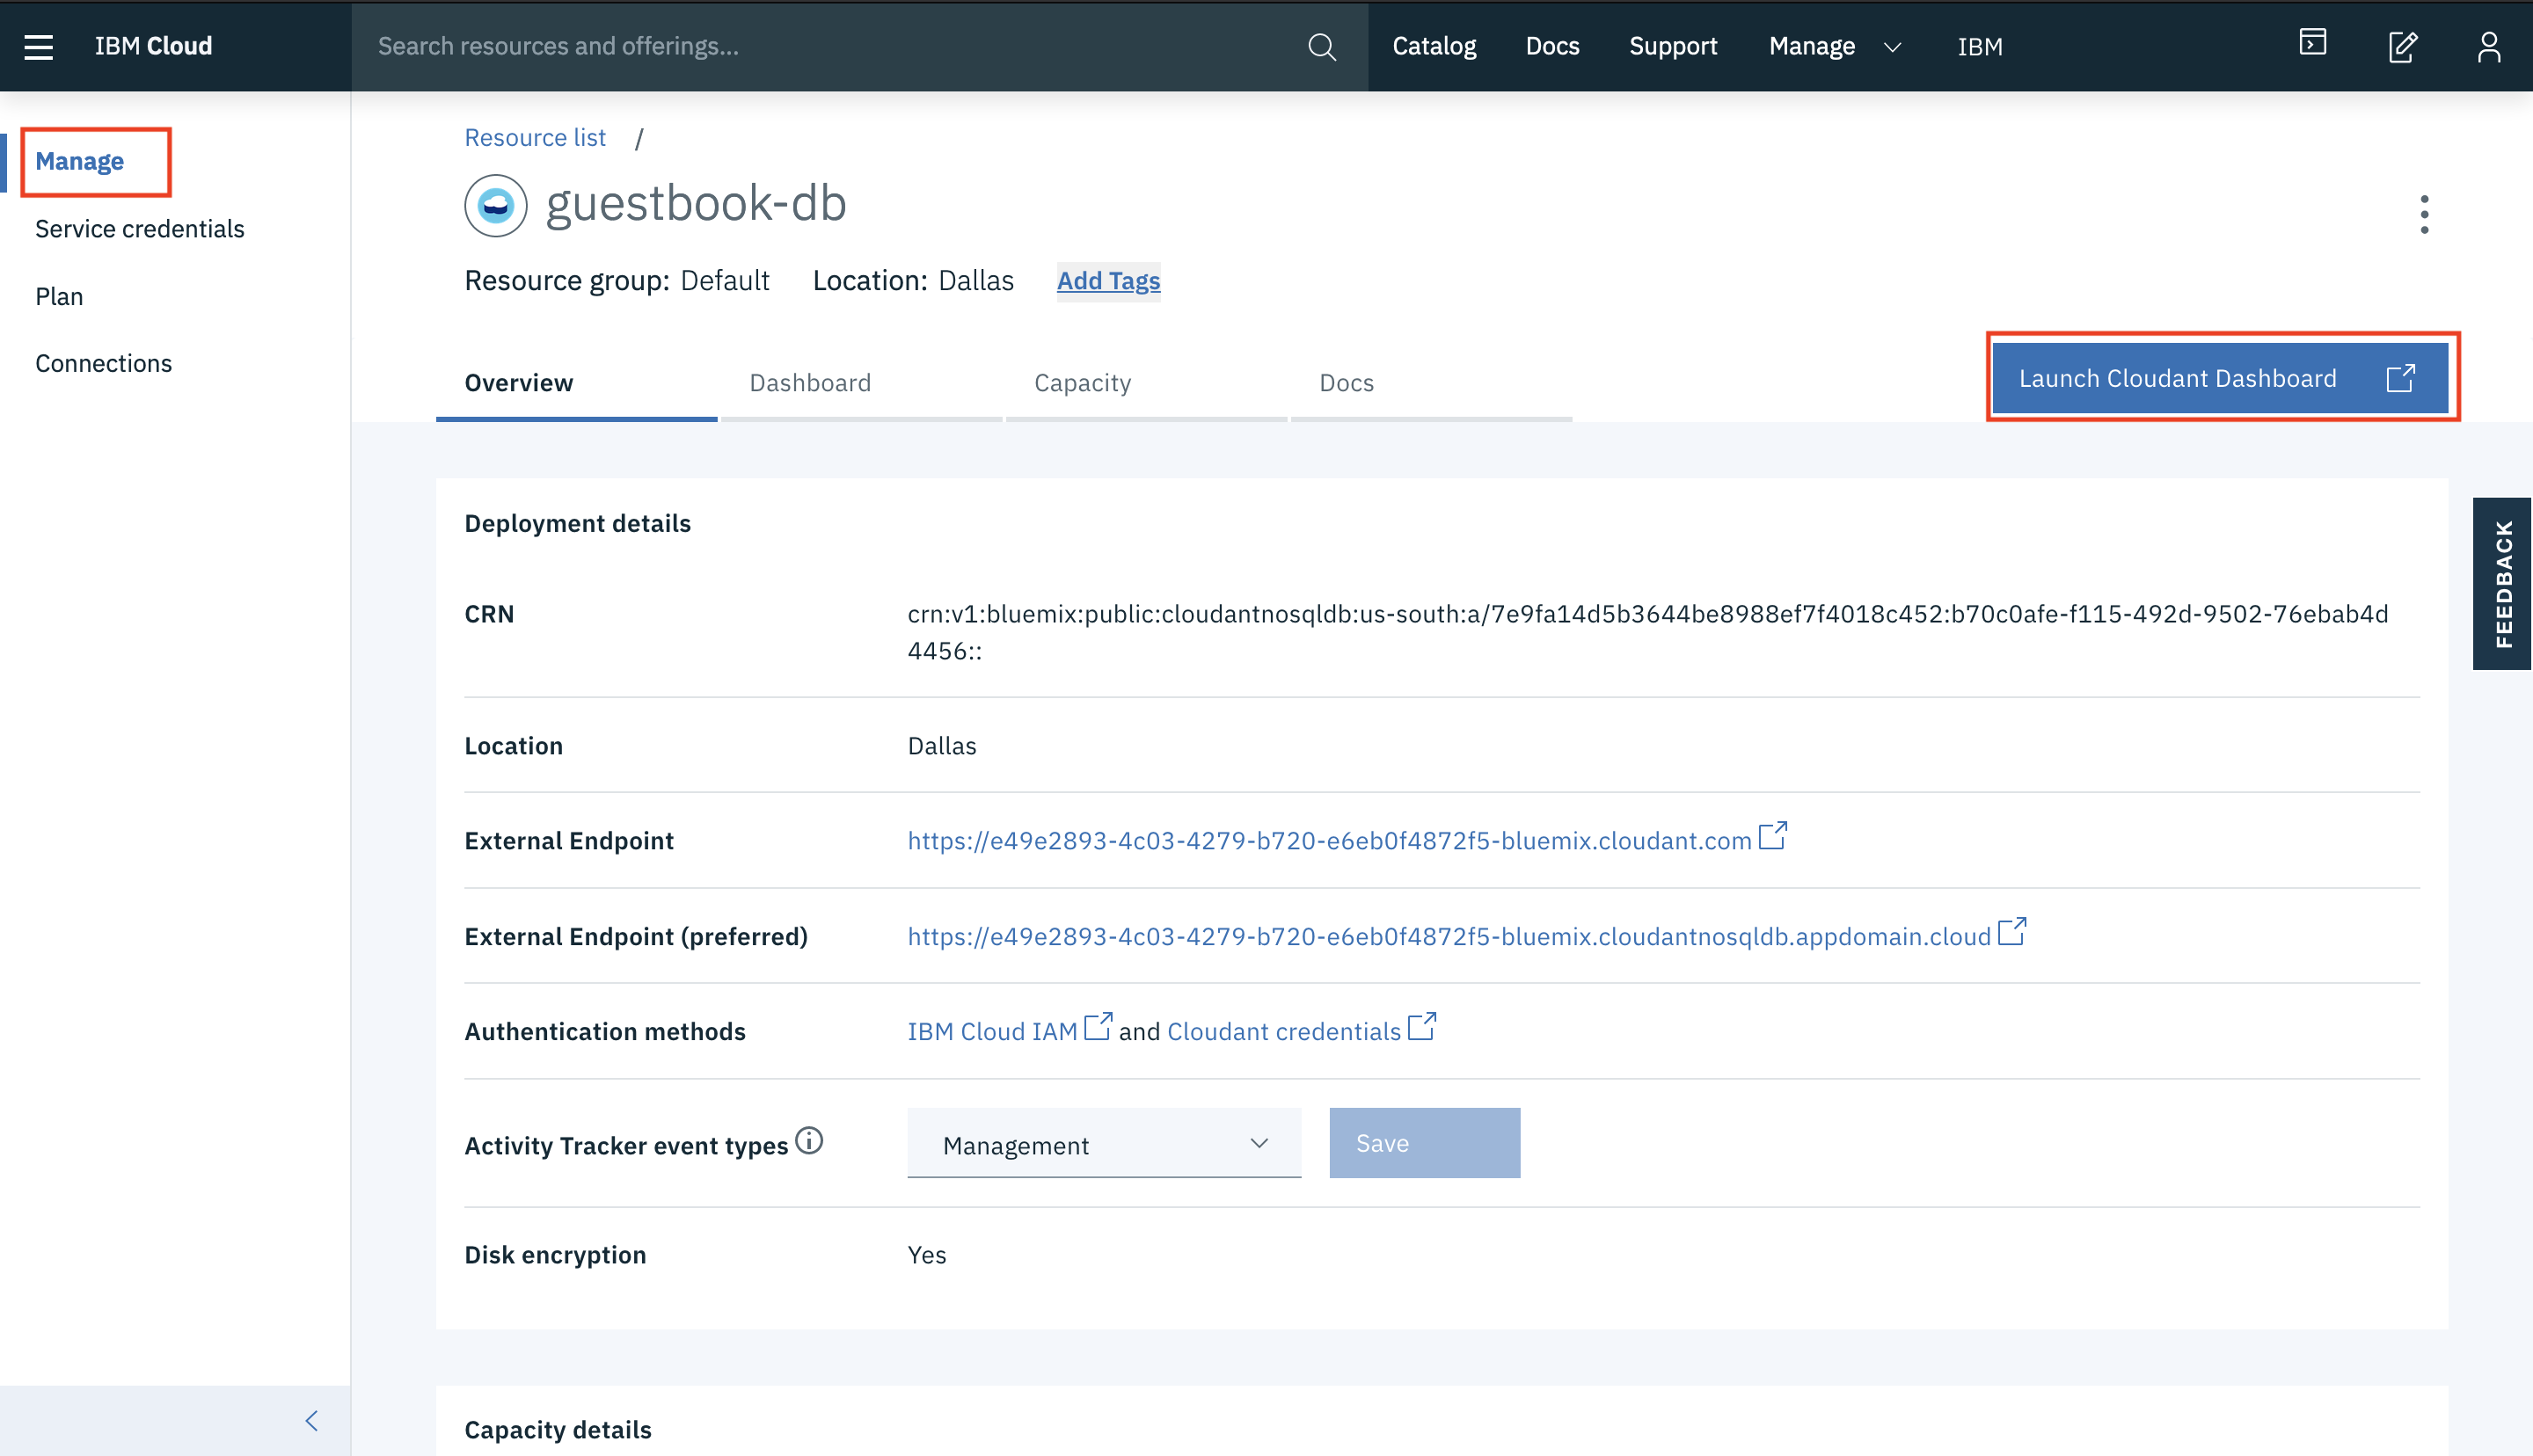 IBM Cloud
Search resources and offerings...
Catalog
Docs
Support
Manage
IBM
Manage
Service credentials
Plan
Connections
Resource list /
guestbook-db
Resource group: Default Location: Dallas Add Tags
Overview
Dashboard
Capacity
Docs
Launch Cloudant Dashboard
FEEDBACK
Deployment details
CRN
crn:v1:bluemix:public:cloudantnosqldb:us-south:a/7e9fa14d5b3644be8988ef7f4018c452:b70c0afe-f115-492d-9502-76ebab4d
4456::
Location
Dallas
External Endpoint
https://e49e2893-4c03-4279-b720-e6eb0f4872f5-bluemix.cloudant.com
External Endpoint (preferred)
https://e49e2893-4c03-4279-b720-e6eb0f4872f5-bluemix.cloudantnosqldb.appdomain.cloud
Authentication methods
IBM Cloud IAM and Cloudant credentials
Activity Tracker event types
Management
Save
Disk encryption
Yes
Capacity details